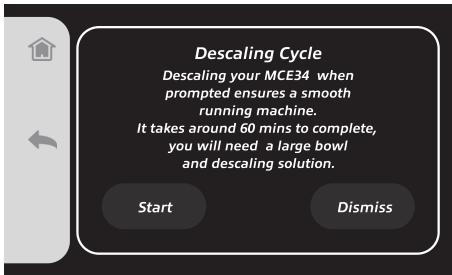 Descaling Cycle
Descaling your MCE34 when
prompted ensures a smooth
running machine.
It takes around 60 mins to complete,
you will need a large bowl
and descaling solution.
Start
Dismiss